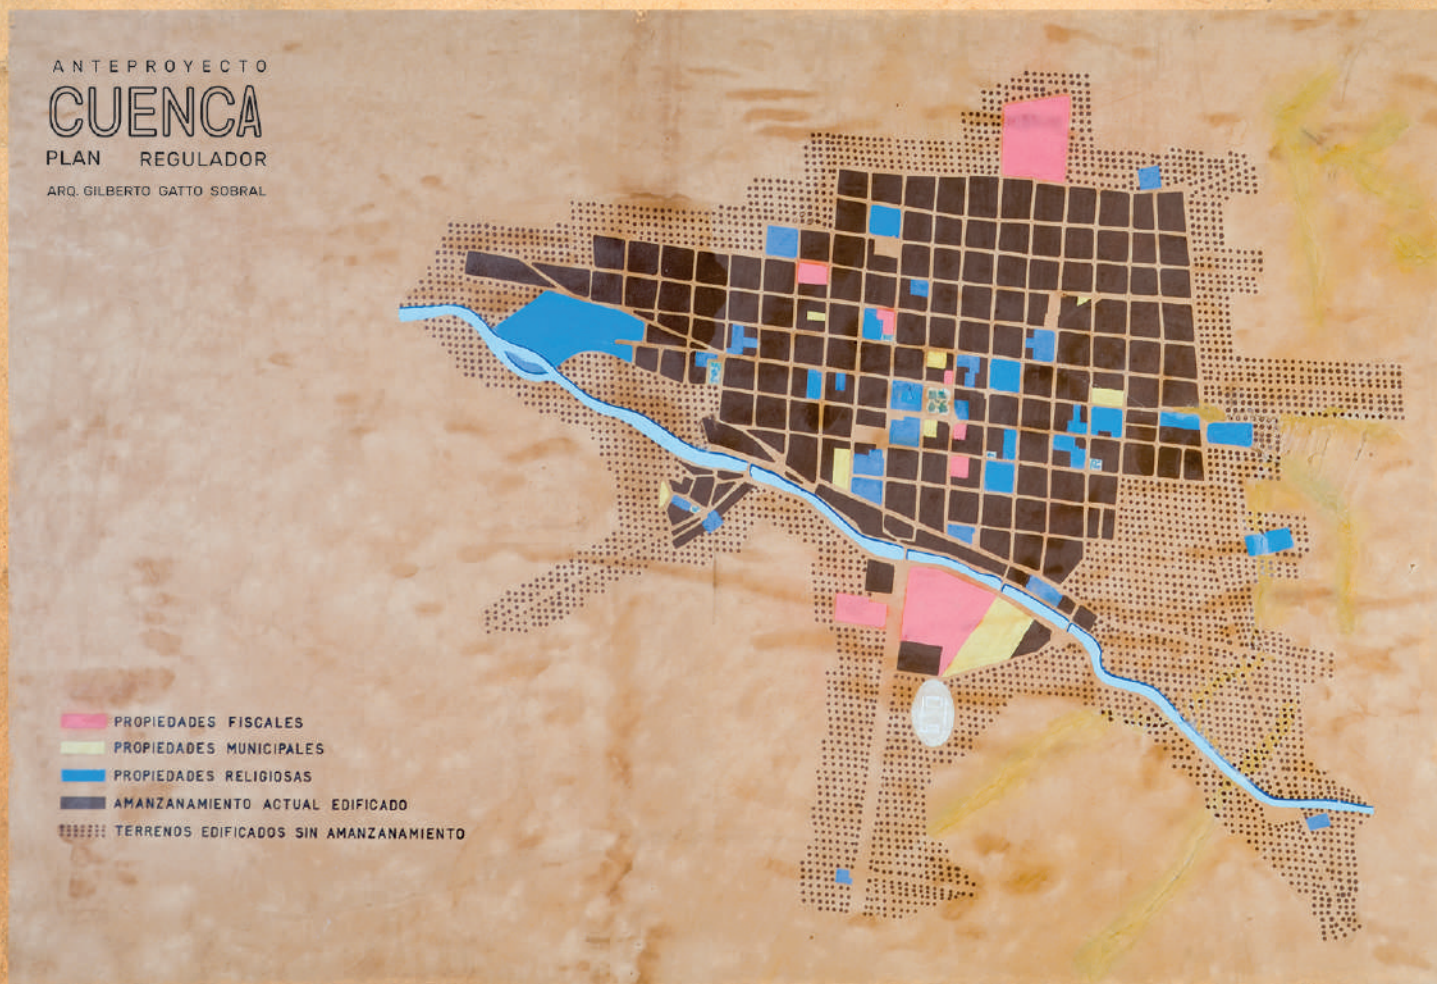 ANTEPROYECTO
CUENCA
PLAN REGULADOR
ARQ. GILBERTO GATTO SOBRAL
PROPIEDADES FISCALES
PROPIEDADES MUNICIPALES
PROPIEDADES RELIGIOSAS
AMANZANAMIENTO ACTUAL EDIFICADO
TERRENOS EDIFICADOS SIN AMANZANAMIENTO